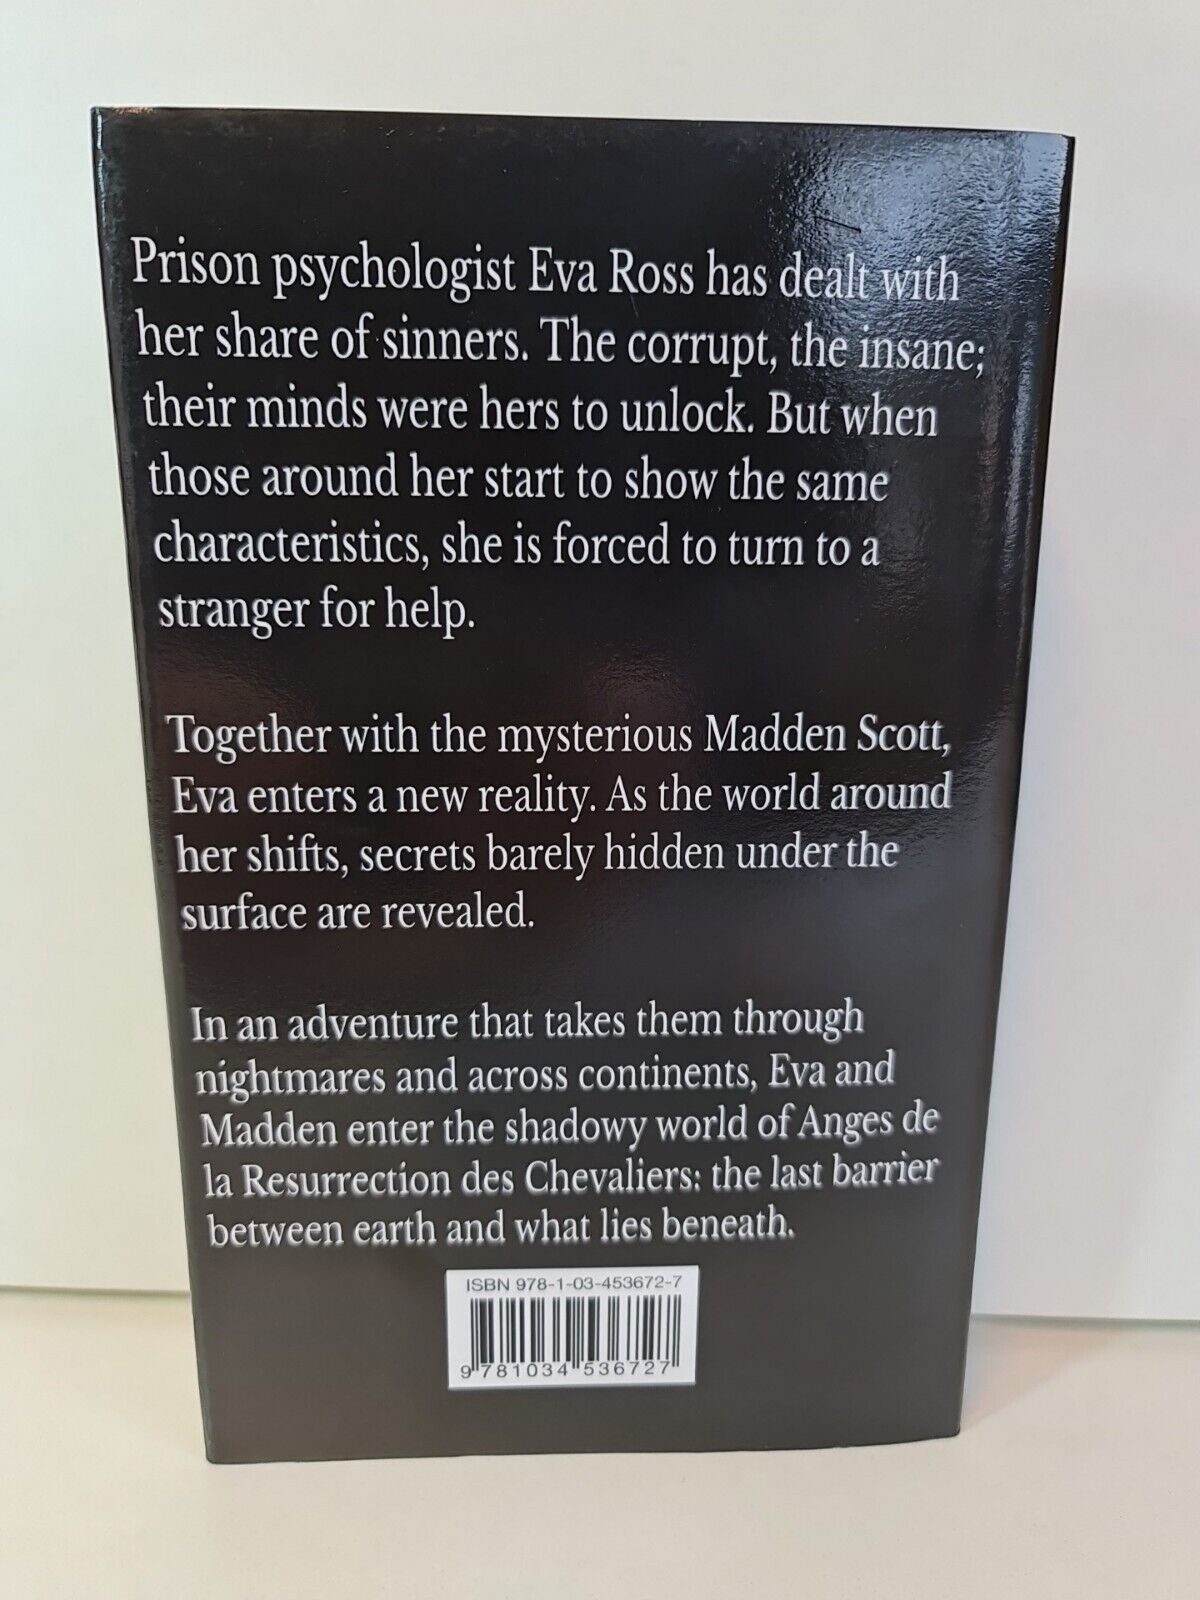 Prison psychologist Eva Ross has dealt with
her share of sinners. The corrupt, the insane;
their minds were hers to unlock. But when
those around her start to show the same
characteristics, she is forced to turn to a
stranger for help.
Together with the mysterious Madden Scott,
Eva enters a new reality. As the world around
her shifts, secrets barely hidden under the
surface are revealed.
In an adventure that takes them through
nightmares and across continents, Eva and
Madden enter the shadowy world of Anges de
la Resurrection des Chevaliers: the last barrier
between earth and what lies beneath.
ISBN 978-1-03-453672-7
9 781034 536727